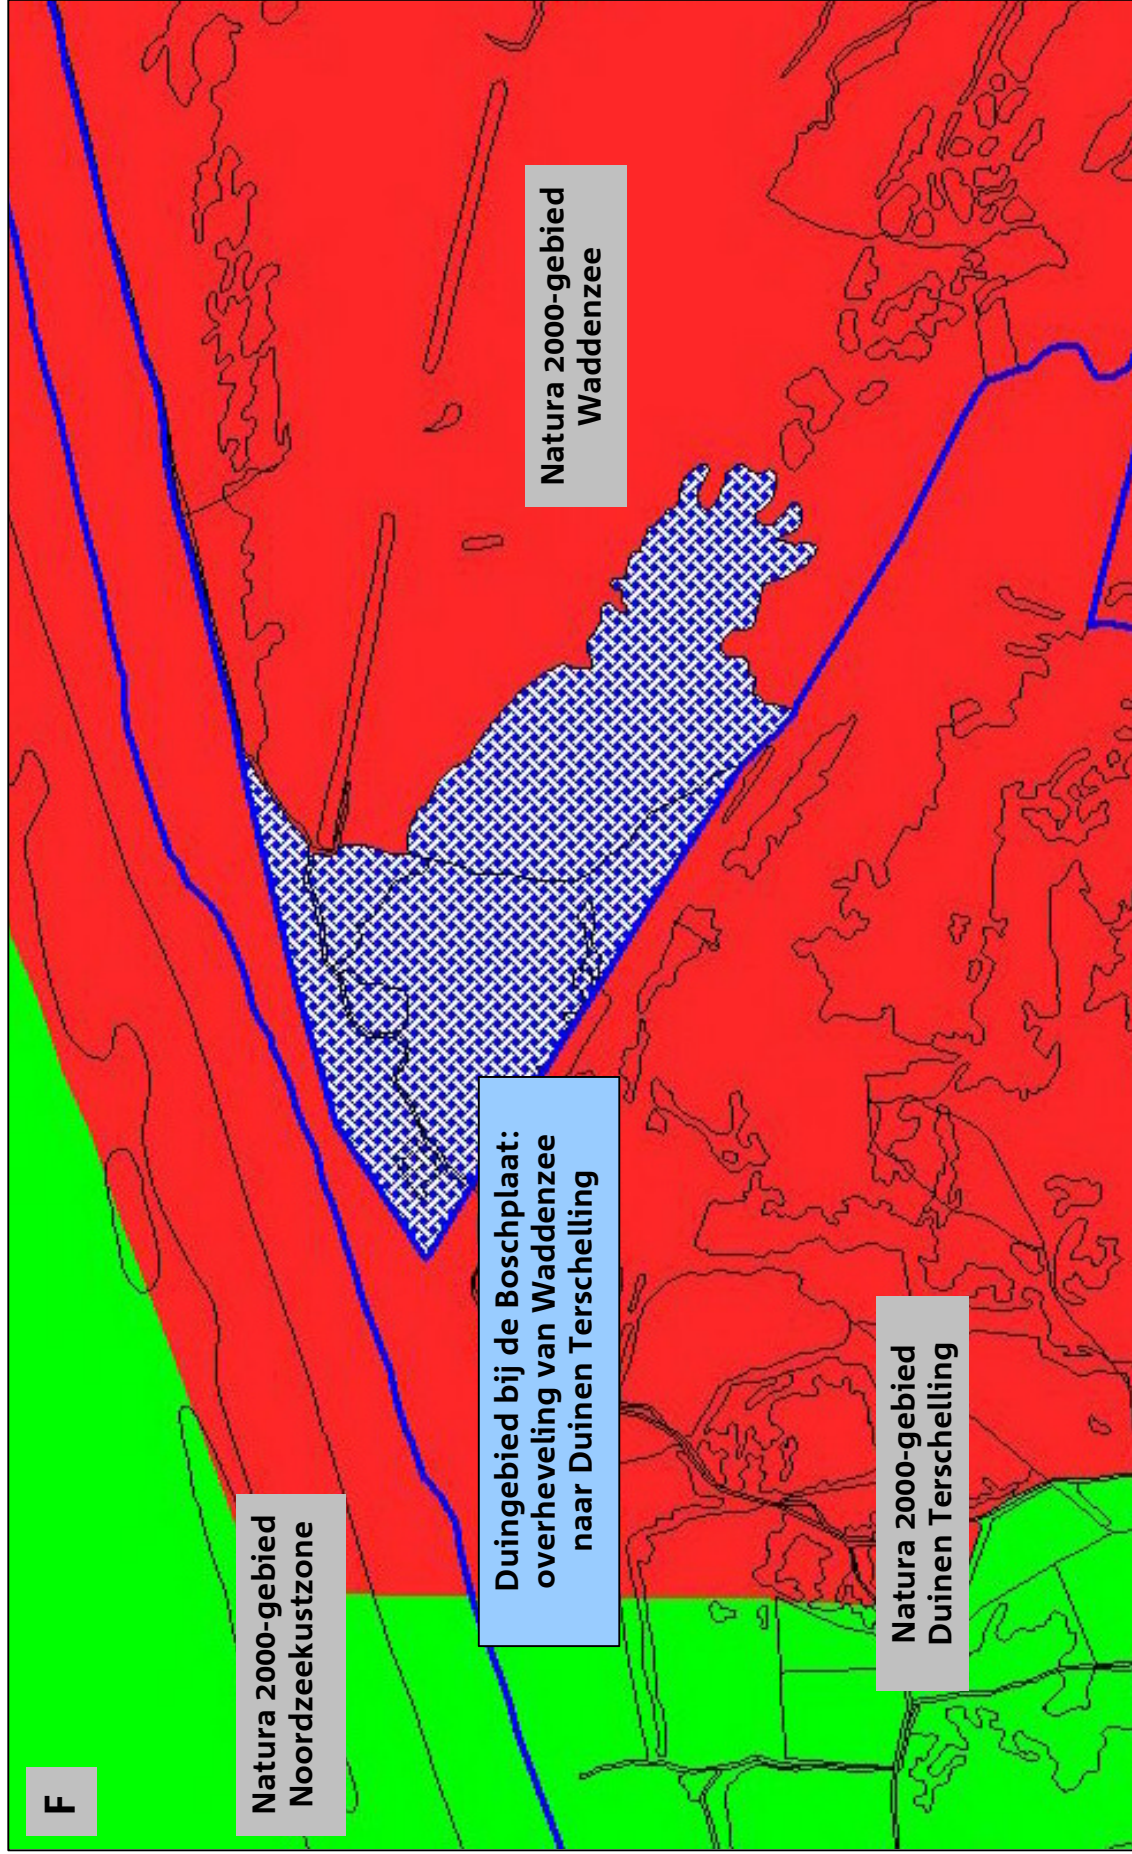 F
Natura 2000-gebied
Noordzeekustzone
Duingebied bij de Boschplaat:
overheveling van Waddenzee
naar Duinen Terschelling
Natura 2000-gebied
Waddenzee
Natura 2000-gebied
Duinen Terschelling